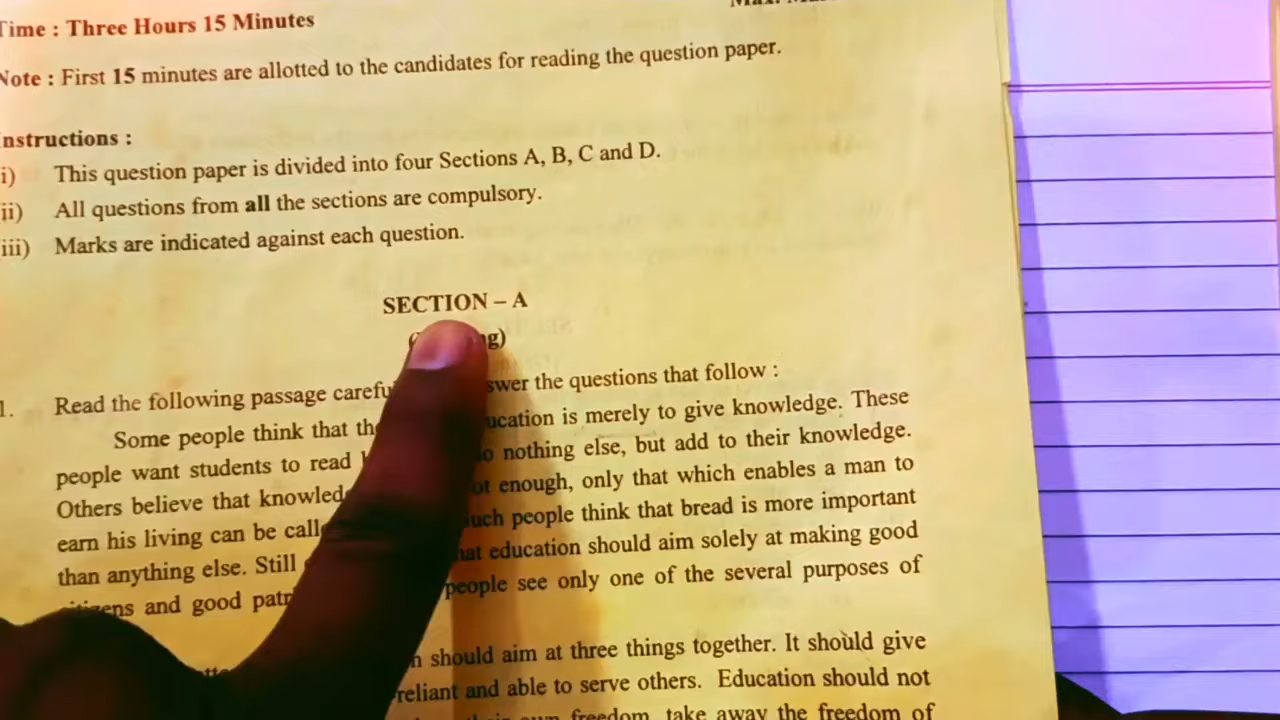 Time : Three Hours 15 Minutes
Note : First 15 minutes are allotted to the candidates for reading the question paper.
Instructions :
i) This question paper is divided into four Sections A, B, C and D.
ii) All questions from all the sections are compulsory.
iii) Marks are indicated against each question.
SECTION – A
g)
1. Read the following passage carefu swer the questions that follow :
Some people think that th ucation is merely to give knowledge. These
people want students to read nothing else, but add to their knowledge.
Others believe that knowled ot enough, only that which enables a man to
earn his living can be call uch people think that bread is more important
than anything else. Still hat education should aim solely at making good
and good patr people see only one of the several purposes of
should aim at three things together. It should give
reliant and able to serve others. Education should not
own freedom, take away the freedom of